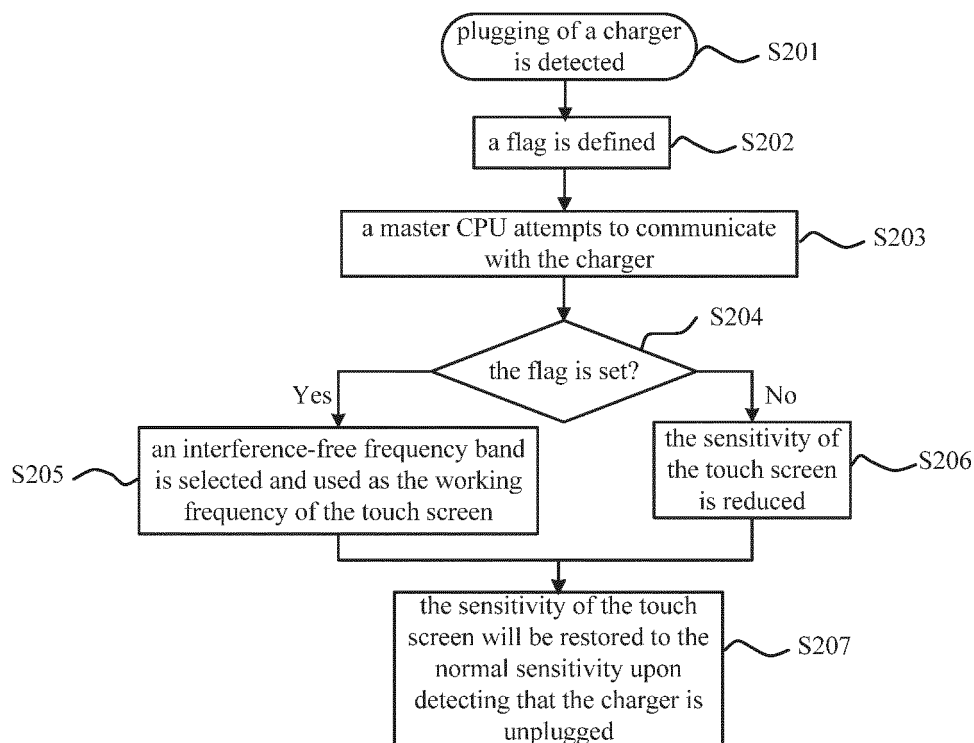 plugging of a charger
is detected
S201
a flag is defined
S202
a master CPU attempts to communicate
with the charger
S203
S204
the flag is set?
Yes
No
an interference-free frequency band
is selected and used as the working
frequency of the touch screen
S205
the sensitivity of
the touch screen
is reduced
S206
the sensitivity of the touch
screen will be restored to the
normal sensitivity upon
detecting that the charger is
unplugged
S207